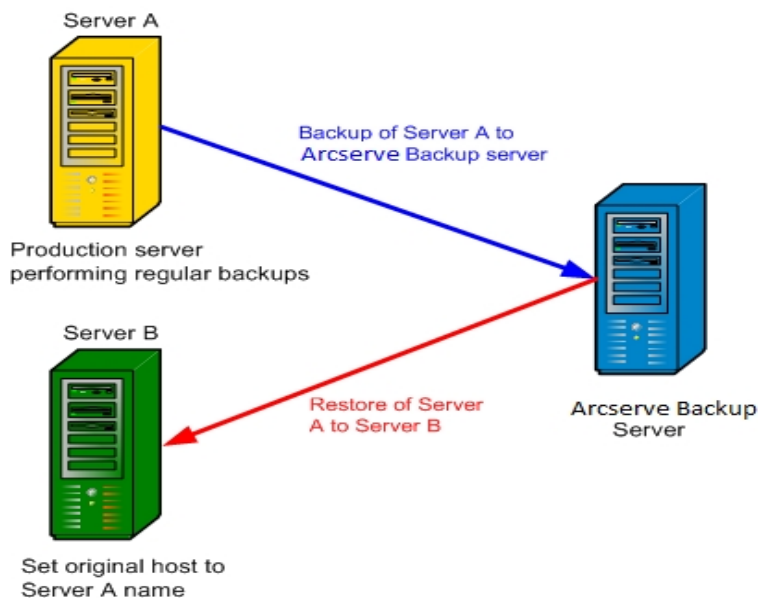 Server A
Backup of Server A to
Arcserve Backup server
Production server
performing regular backups
Server B
Restore of Server
A to Server B
Arcserve Backup
Server
Set original host to
Server A name